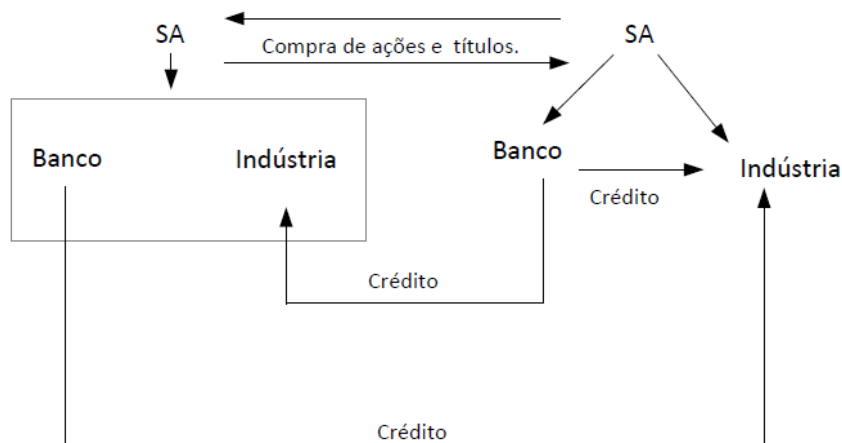 SA
Compra de ações e títulos.
SA
Banco
Indústria
Banco
Indústria
Crédito
Crédito
Crédito